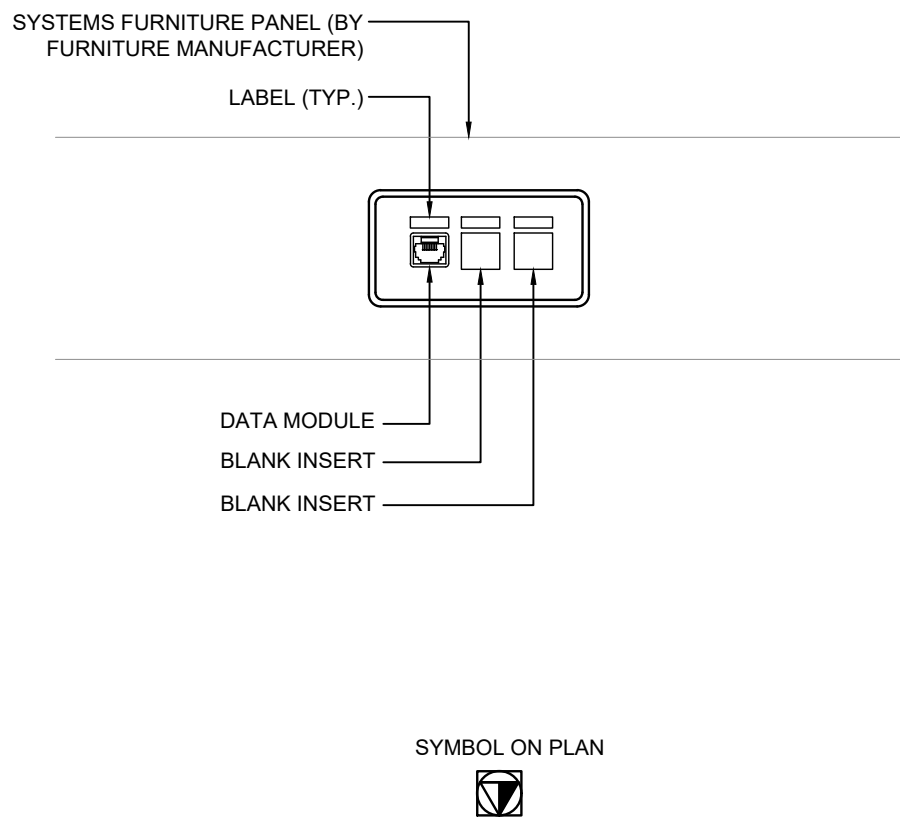 SYSTEMS FURNITURE PANEL (BY
FURNITURE MANUFACTURER)
LABEL (TYP.)
DATA MODULE
BLANK INSERT
BLANK INSERT
SYMBOL ON PLAN